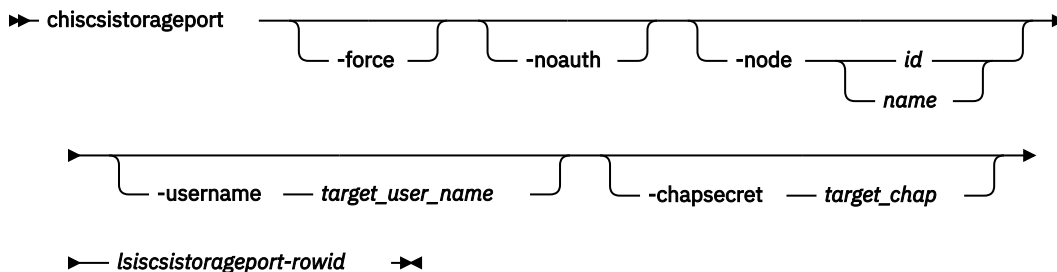 chiscsistorageport
-force -noauth -node id
name
-username target_user_name -chapsecret target_chap
lsiscsistorageport-rowid